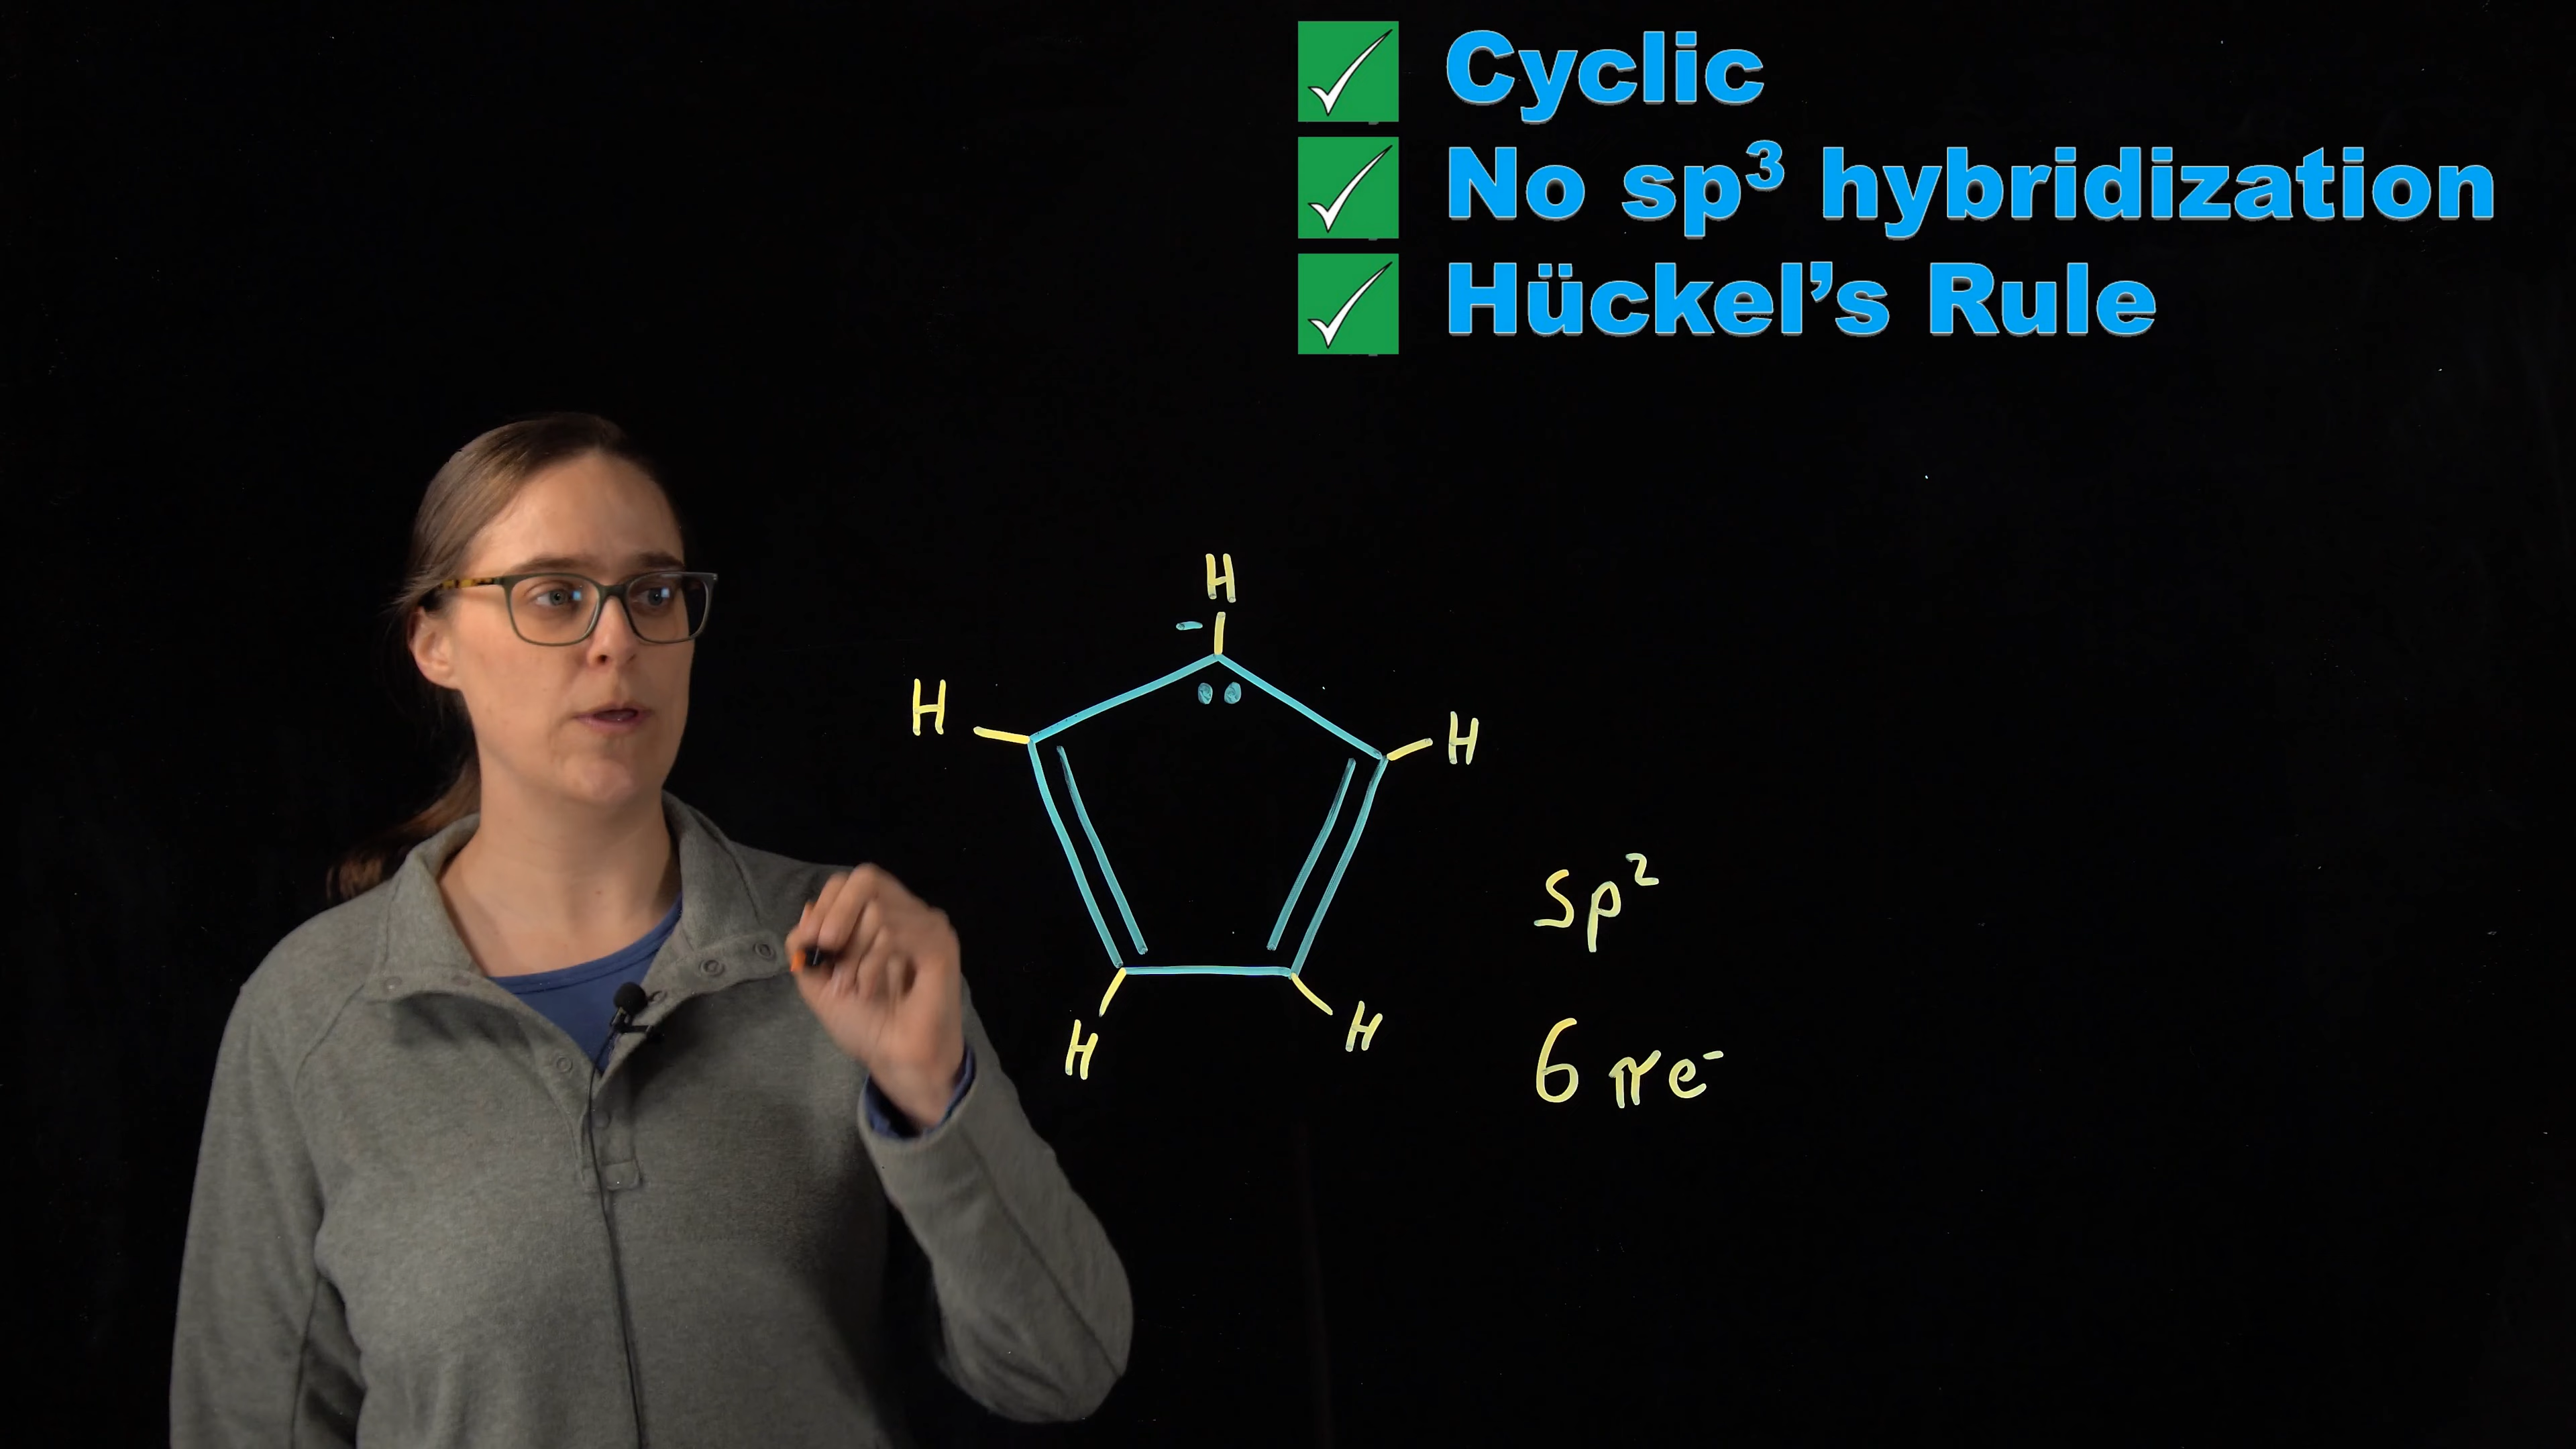 Cyclic
No sp³ hybridization
Hückel’s Rule
H
-
H
H
H
H
sp²
6 πe⁻